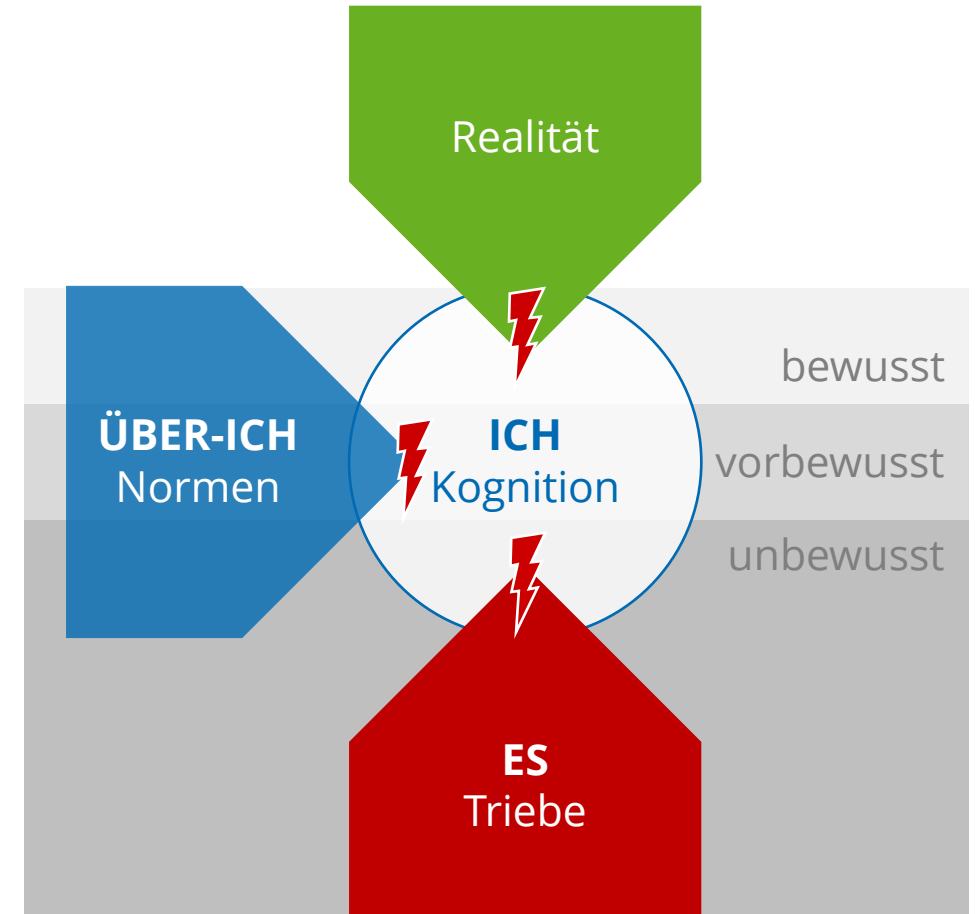 Realität
bewusst
ÜBER-ICH
Normen
ICH
Kognition
vorbewusst
unbewusst
ES
Triebe